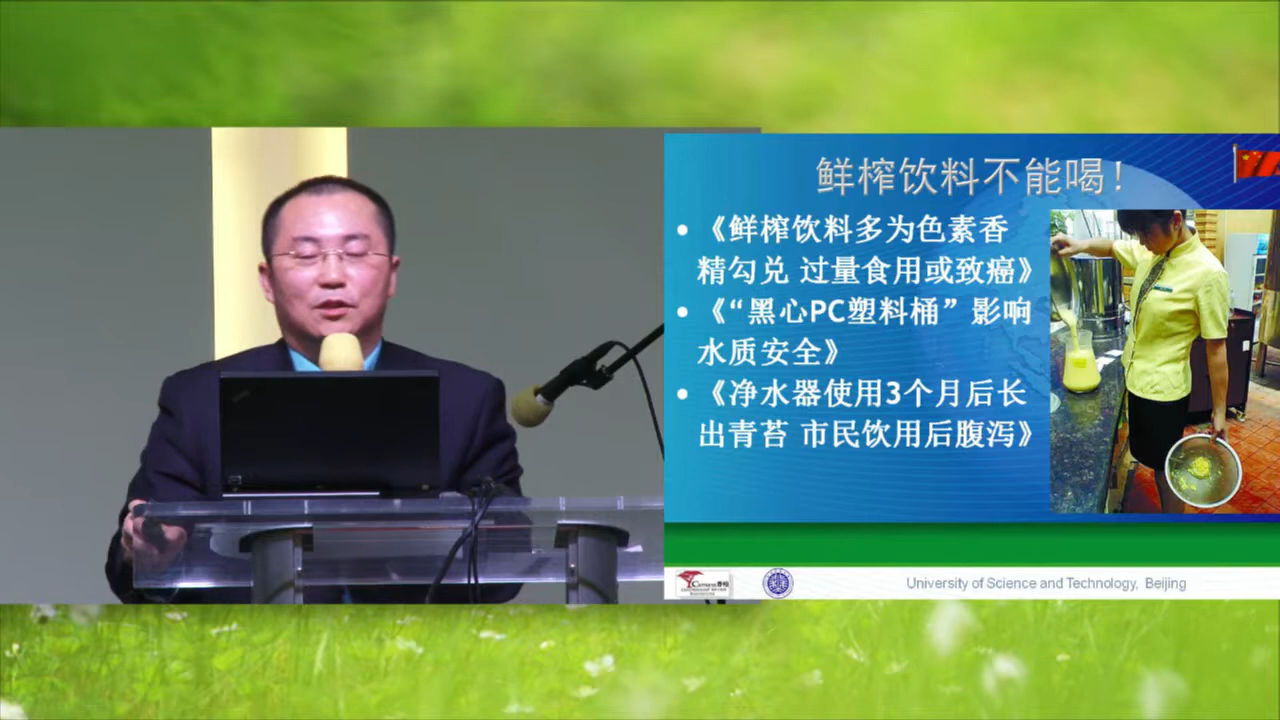 鲜榨饮料不能喝！
• 《鲜榨饮料多为色素香
精勾兑 过量食用或致癌》
• 《“黑心PC塑料桶”影响
水质安全》
• 《净水器使用3个月后长
出青苔 市民饮用后腹泻》
University of Science and Technology, Beijing